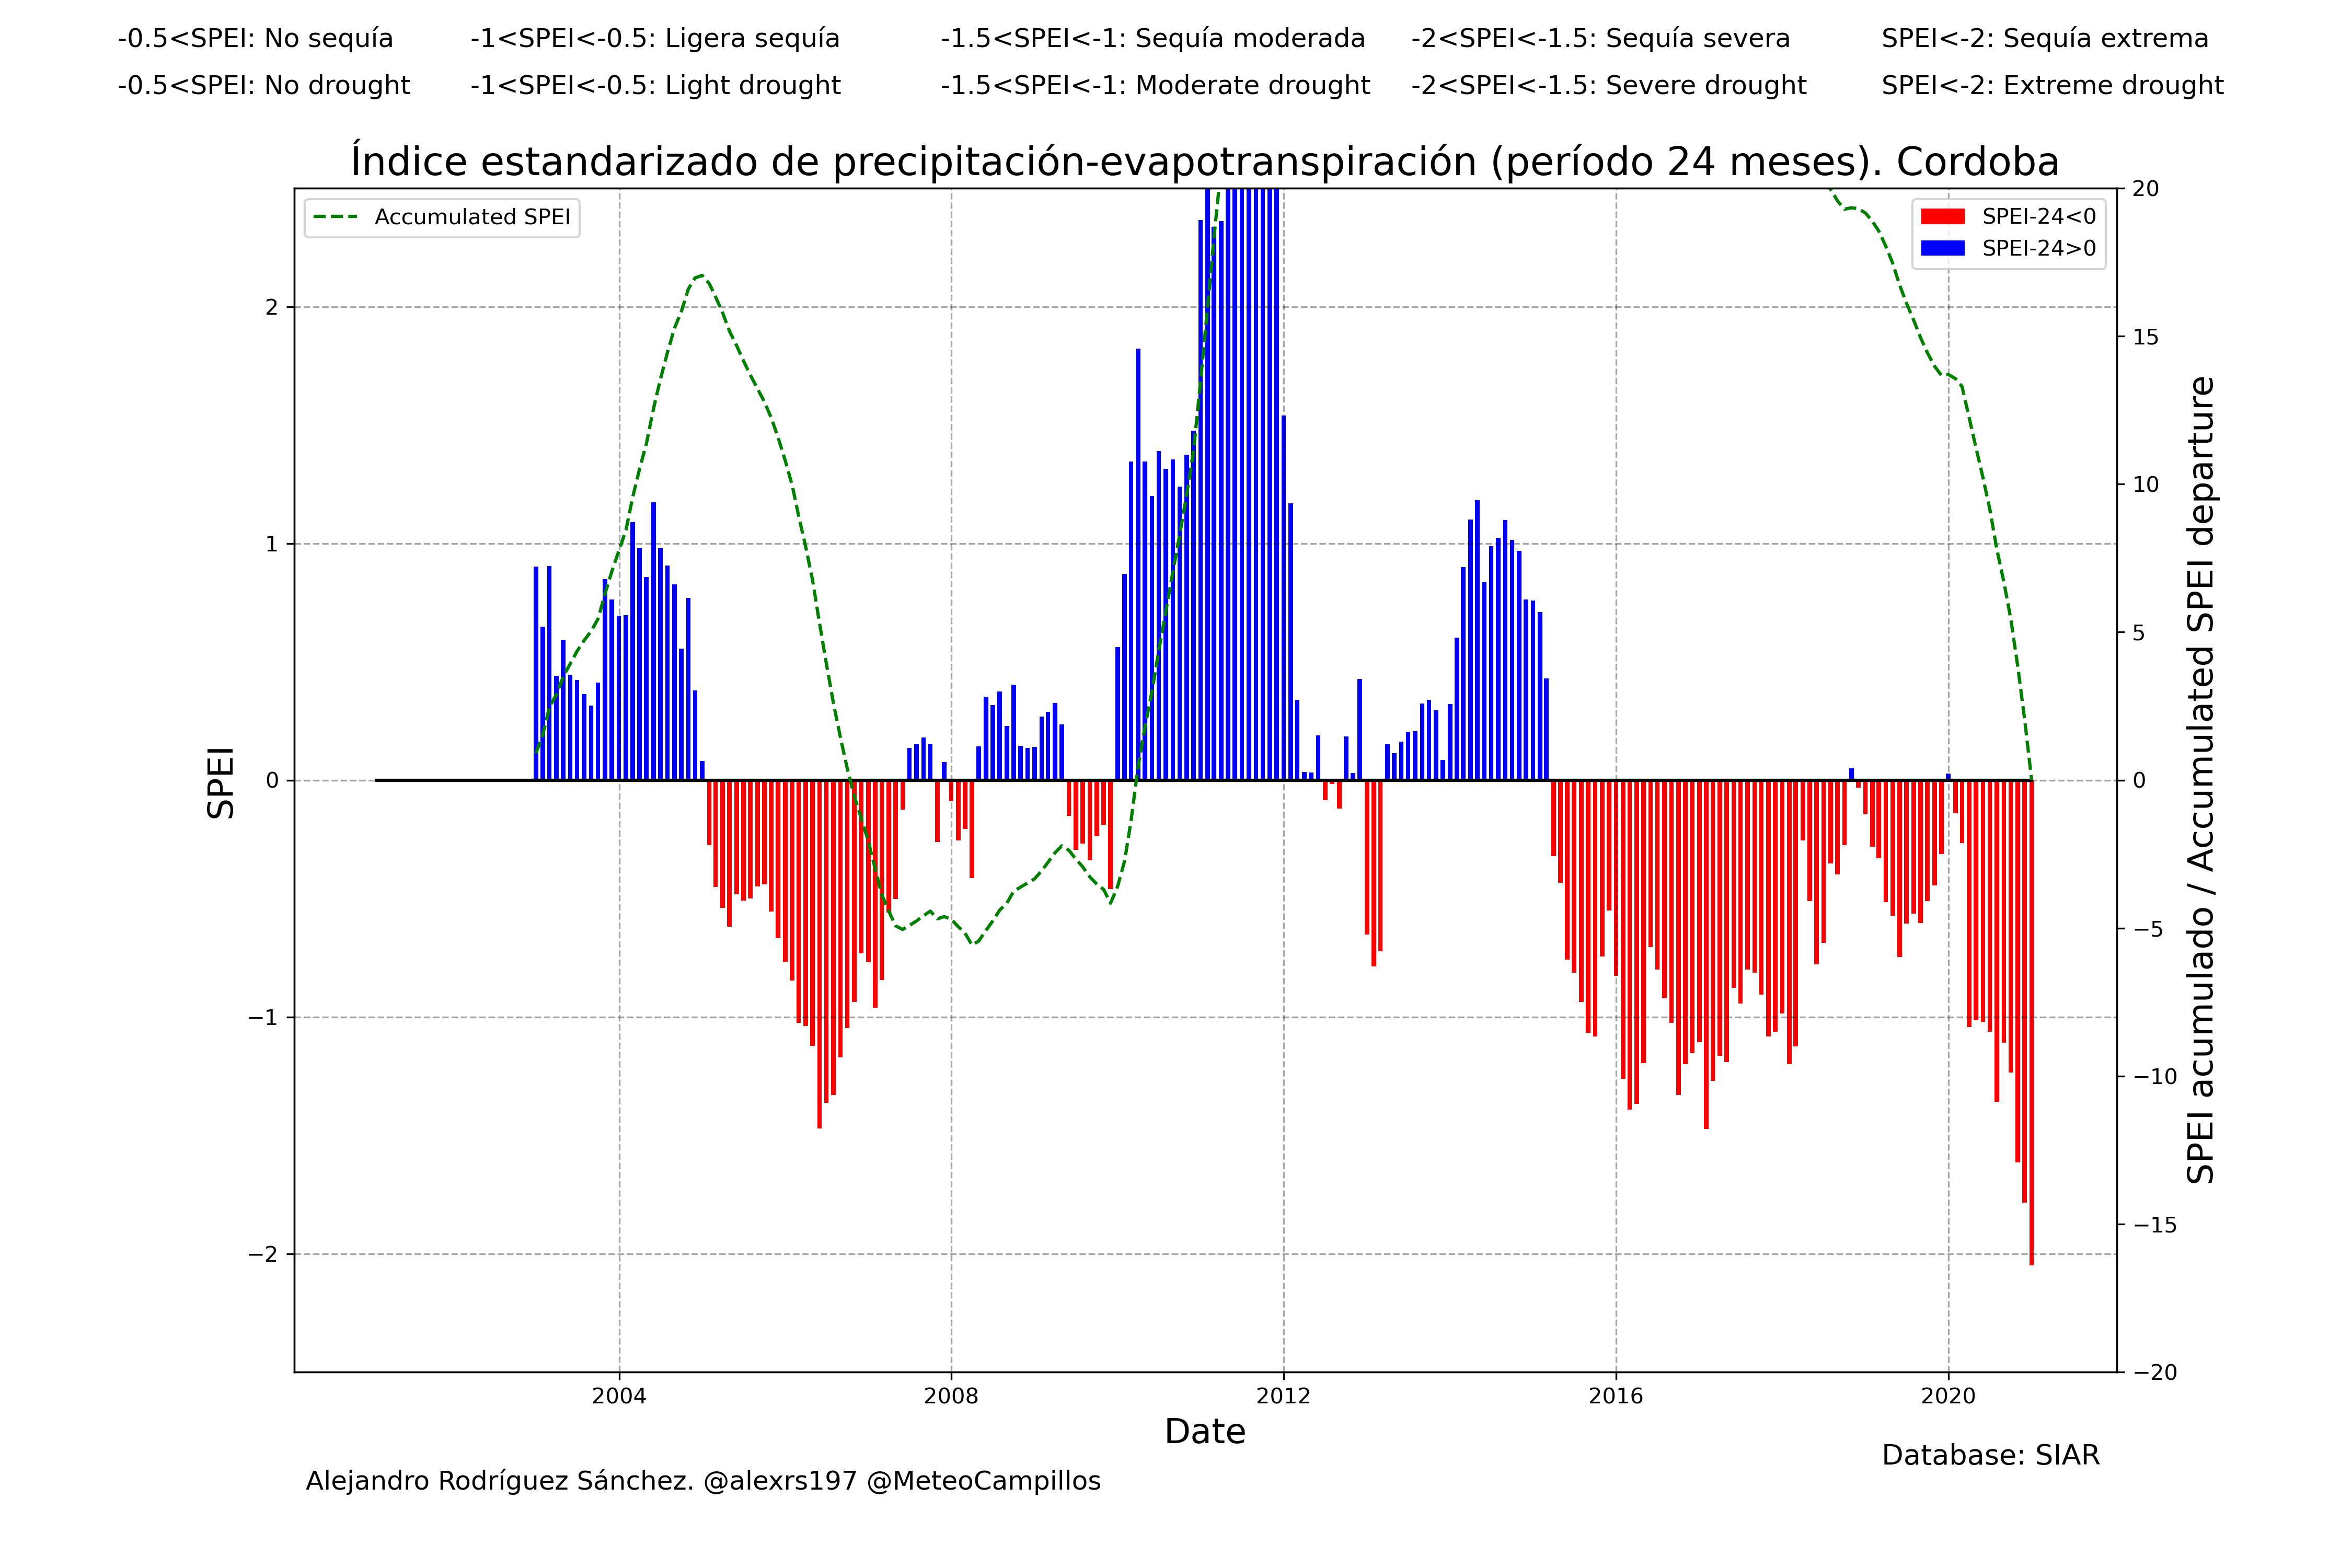 -0.5<SPEI: No sequía -1<SPEI<-0.5: Ligera sequía -1.5<SPEI<-1: Sequía moderada -2<SPEI<-1.5: Sequía severa SPEI<-2: Sequía extrema
-0.5<SPEI: No drought -1<SPEI<-0.5: Light drought -1.5<SPEI<-1: Moderate drought -2<SPEI<-1.5: Severe drought SPEI<-2: Extreme drought
Índice estandarizado de precipitación-evapotranspiración (período 24 meses). Cordoba
Accumulated SPEI
SPEI-24<0
SPEI-24>0
SPEI
2
1
0
−1
−2
20
15
10
5
0
−5
−10
−15
−20
SPEI acumulado / Accumulated SPEI departure
2004 2008 2012 2016 2020
Date
Database: SIAR
Alejandro Rodríguez Sánchez. @alexrs197 @MeteoCampillos